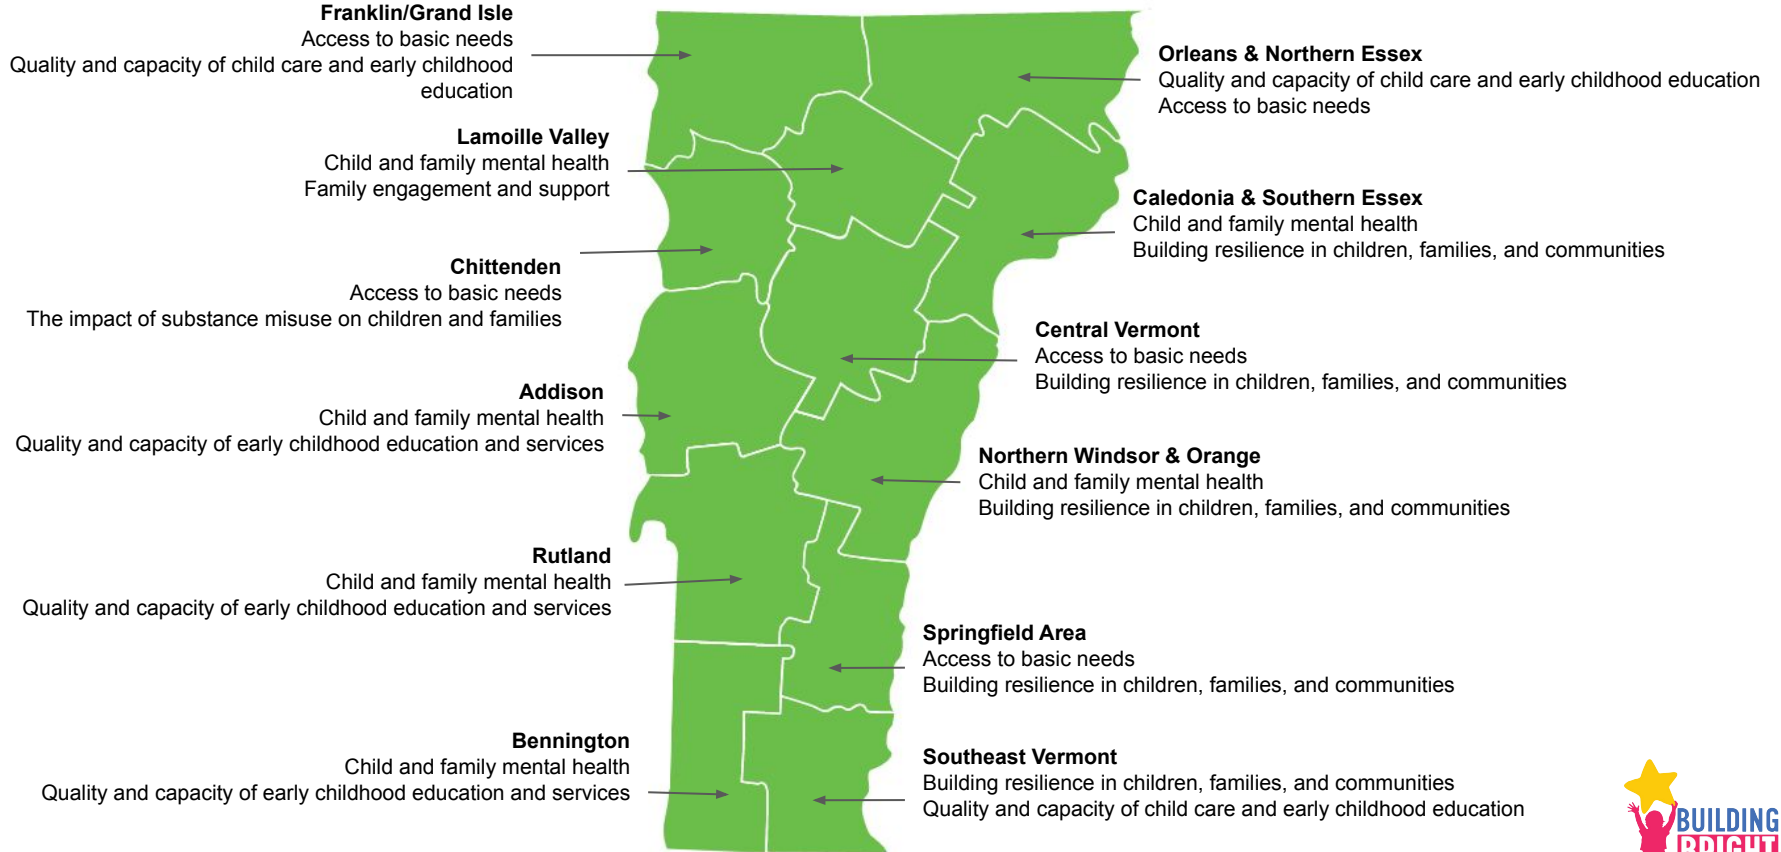 Franklin/Grand Isle
Access to basic needs
Quality and capacity of child care and early childhood
education
Lamoille Valley
Child and family mental health
Family engagement and support
Chittenden
Access to basic needs
The impact of substance misuse on children and families
Addison
Child and family mental health
Quality and capacity of early childhood education and services
Rutland
Child and family mental health
Quality and capacity of early childhood education and services
Bennington
Child and family mental health
Quality and capacity of early childhood education and services
Orleans & Northern Essex
Quality and capacity of child care and early childhood education
Access to basic needs
Caledonia & Southern Essex
Child and family mental health
Building resilience in children, families, and communities
Central Vermont
Access to basic needs
Building resilience in children, families, and communities
Northern Windsor & Orange
Child and family mental health
Building resilience in children, families, and communities
Springfield Area
Access to basic needs
Building resilience in children, families, and communities
Southeast Vermont
Building resilience in children, families, and communities
Quality and capacity of child care and early childhood education
BUILDING
BRIGHT